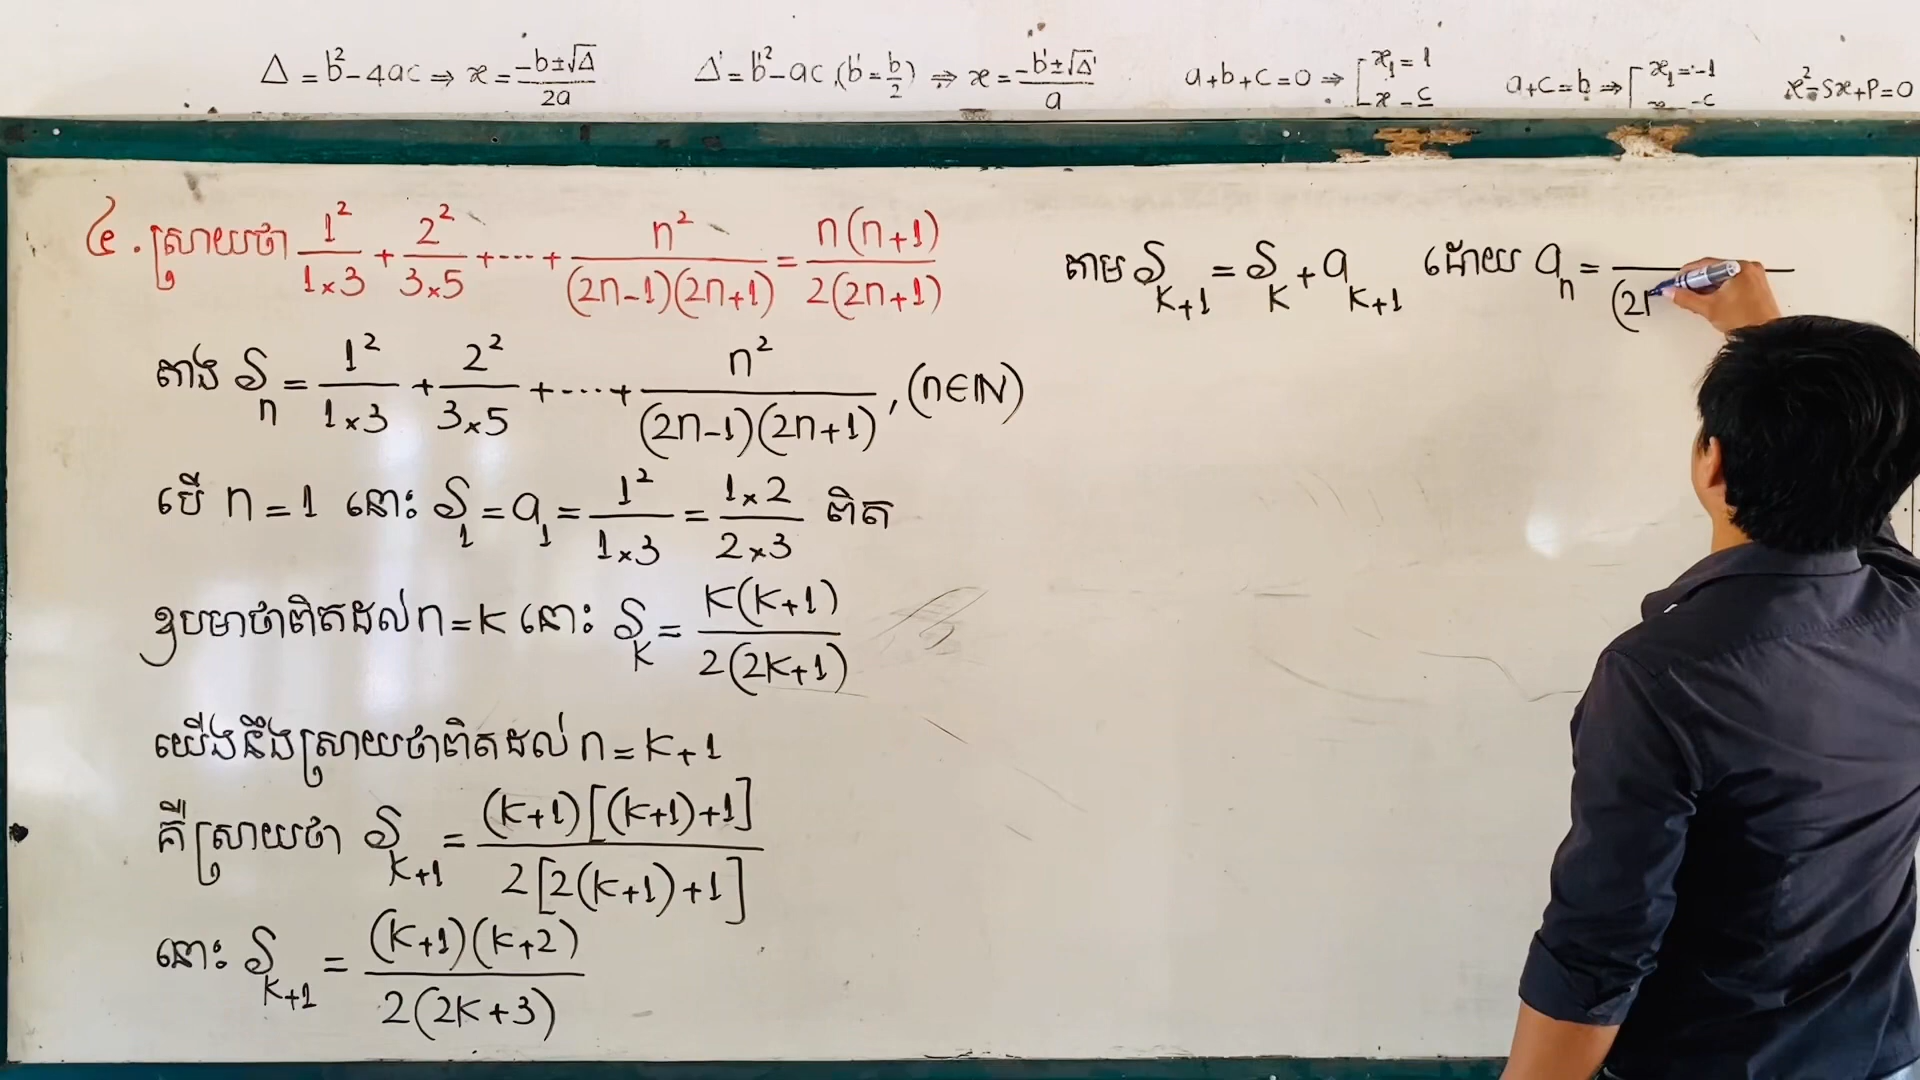 Δ = b² - 4ac ⇒ x = (-b±√Δ)/(2a)
Δ' = b'² - ac, (b' = b/2) ⇒ x = (-b'±√Δ')/a
a+b+c=0 ⇒ [x₁ = 1
a+c=b ⇒ [x₁ = -1
x² - Sx + P = 0
៤. ស្រាយថា 1²/(1×3) + 2²/(3×5) + ⋯ + n²/((2n-1)(2n+1)) = n(n+1)/(2(2n+1))
តាង Sₙ = 1²/(1×3) + 2²/(3×5) + ⋯ + n²/((2n-1)(2n+1)), (n∈ℕ)
បើ n = 1 នោះ S₁ = a₁ = 1²/(1×3) = (1×2)/(2×3) ពិត
ឧបមាថាពិតដល់ n = K នោះ S_K = K(K+1)/(2(2K+1))
យើងនឹងស្រាយថាពិតដល់ n = K+1
គឺស្រាយថា S_{K+1} = (K+1)[(K+1)+1]/(2[2(K+1)+1])
នោះ S_{K+1} = (K+1)(K+2)/(2(2K+3))
តាម S_{K+1} = S_K + a_{K+1} ដោយ aₙ = /(2